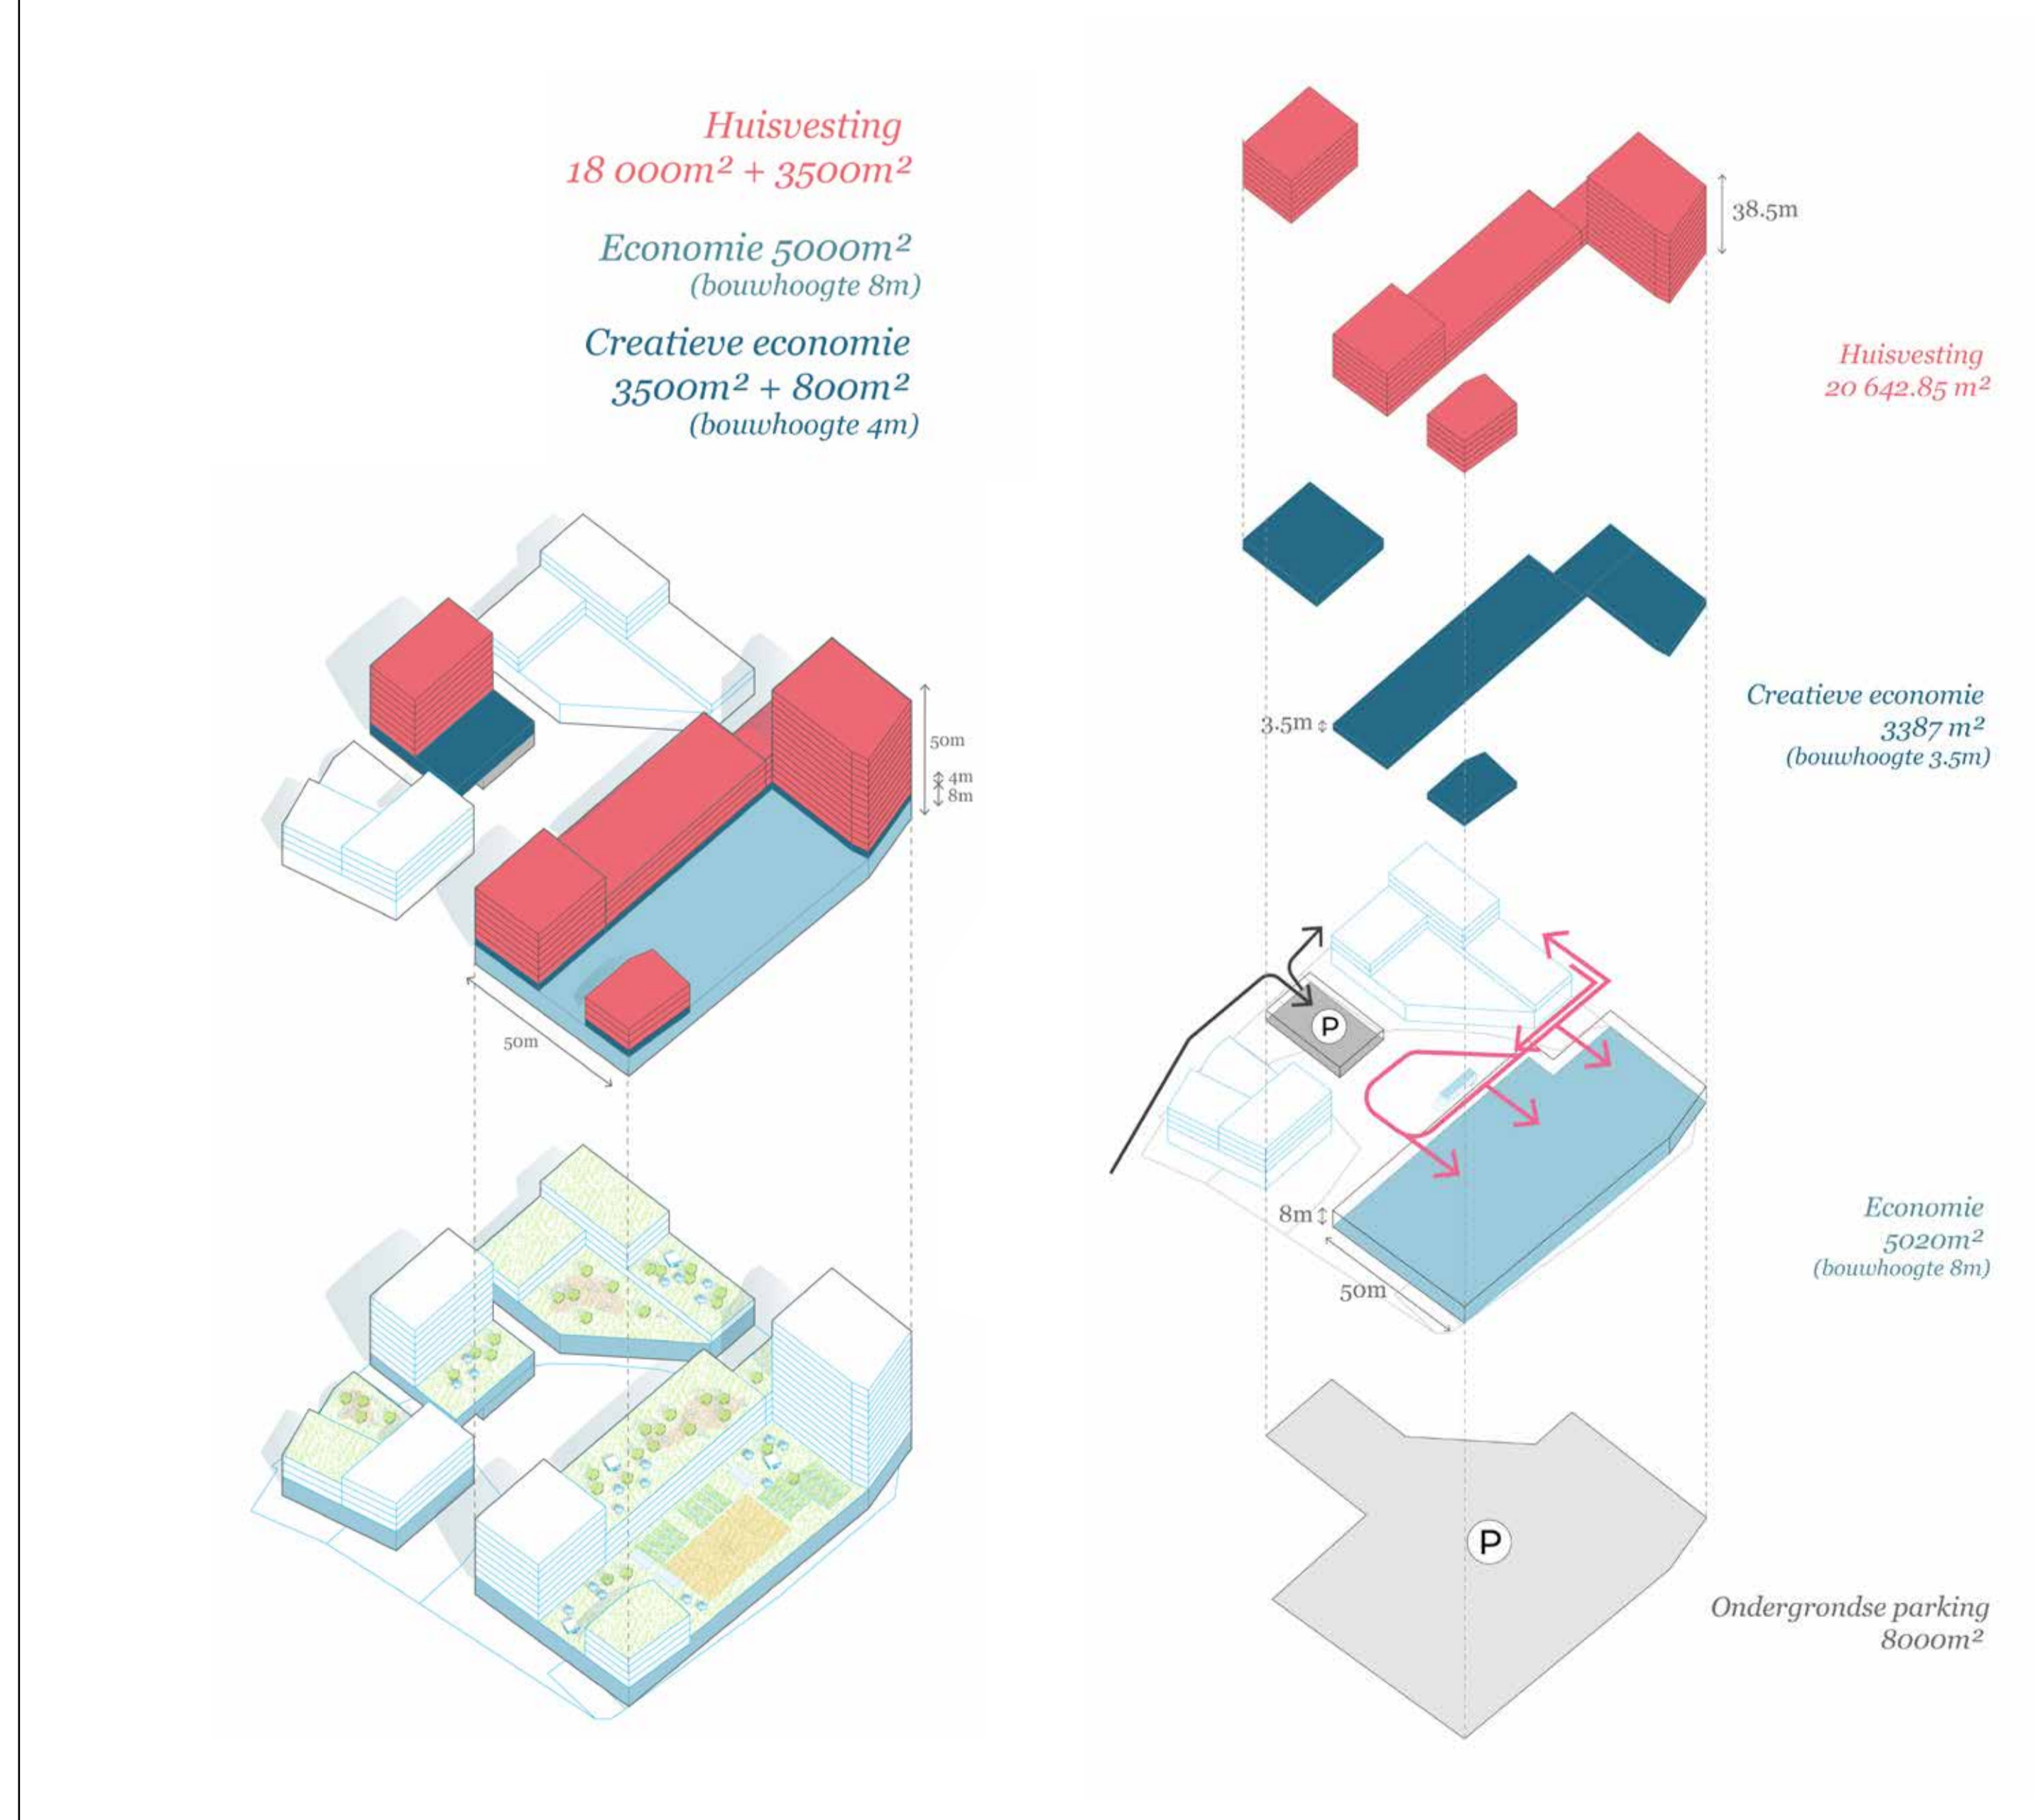 Huisvesting
18 000m² + 3500m²
Economie 5000m²
(bouwhoogte 8m)
Creatieve economie
3500m² + 800m²
(bouwhoogte 4m)
50m
4m
8m
50m
38.5m
Huisvesting
20 642.85 m²
3.5m
Creatieve economie
3387 m²
(bouwhoogte 3.5m)
P
8m
50m
Economie
5020m²
(bouwhoogte 8m)
P
Ondergrondse parking
8000m²